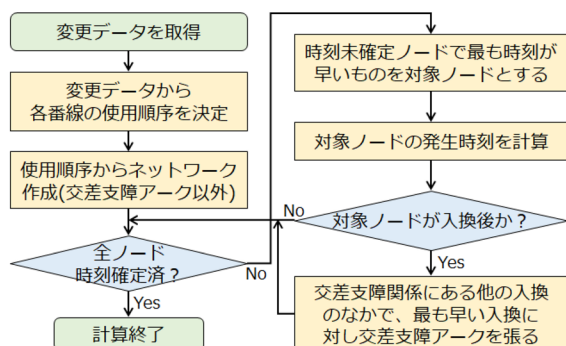 変更データを取得
変更データから
各番線の使用順序を決定
使用順序からネットワーク
作成(交差支障アーク以外)
全ノード
時刻確定済？
No
Yes
計算終了
時刻未確定ノードで最も時刻が
早いものを対象ノードとする
対象ノードの発生時刻を計算
対象ノードが入換後か？
No
Yes
交差支障関係にある他の入換
のなかで、最も早い入換に
対し交差支障アークを張る